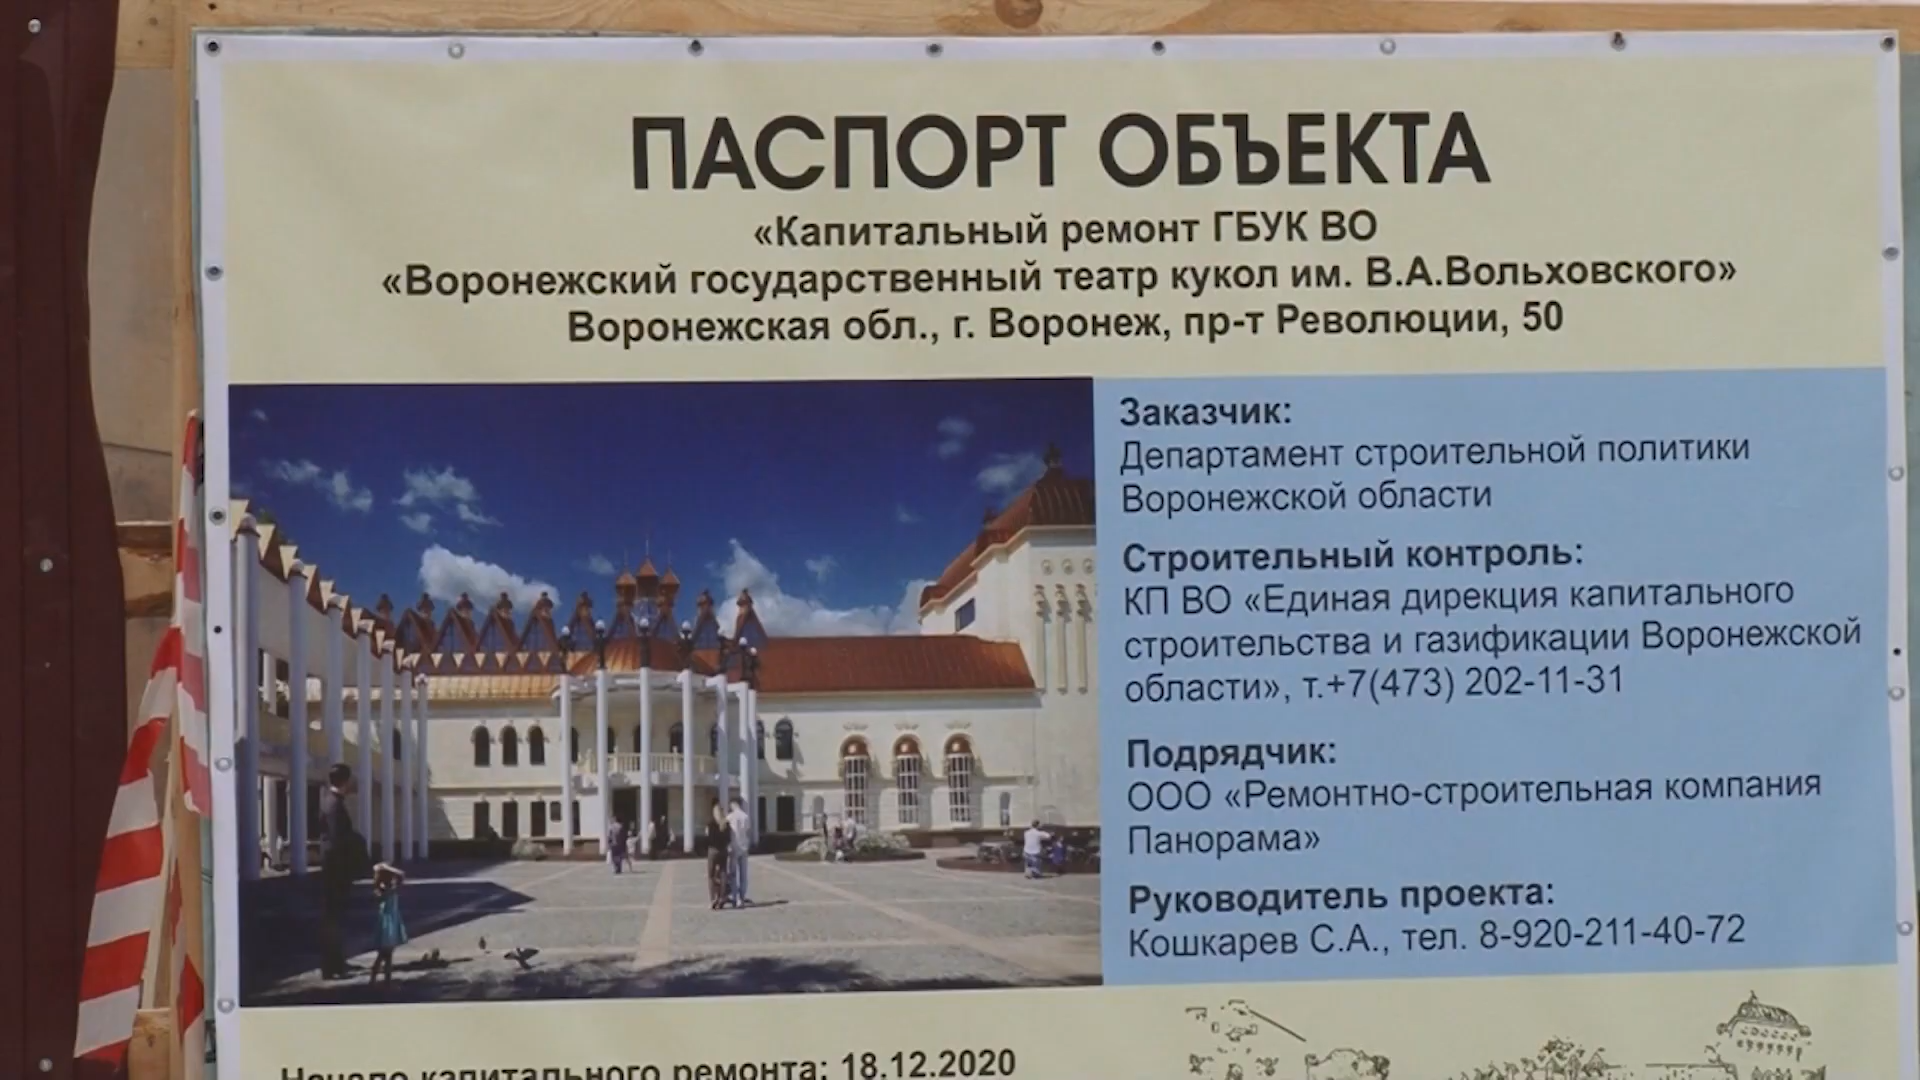 ПАСПОРТ ОБЪЕКТА
«Капитальный ремонт ГБУК ВО
«Воронежский государственный театр кукол им. В.А.Вольховского»
Воронежская обл., г. Воронеж, пр-т Революции, 50
Заказчик:
Департамент строительной политики
Воронежской области
Строительный контроль:
КП ВО «Единая дирекция капитального
строительства и газификации Воронежской
области», т.+7(473) 202-11-31
Подрядчик:
ООО «Ремонтно-строительная компания
Панорама»
Руководитель проекта:
Кошкарев С.А., тел. 8-920-211-40-72
Начало капитального ремонта: 18.12.2020